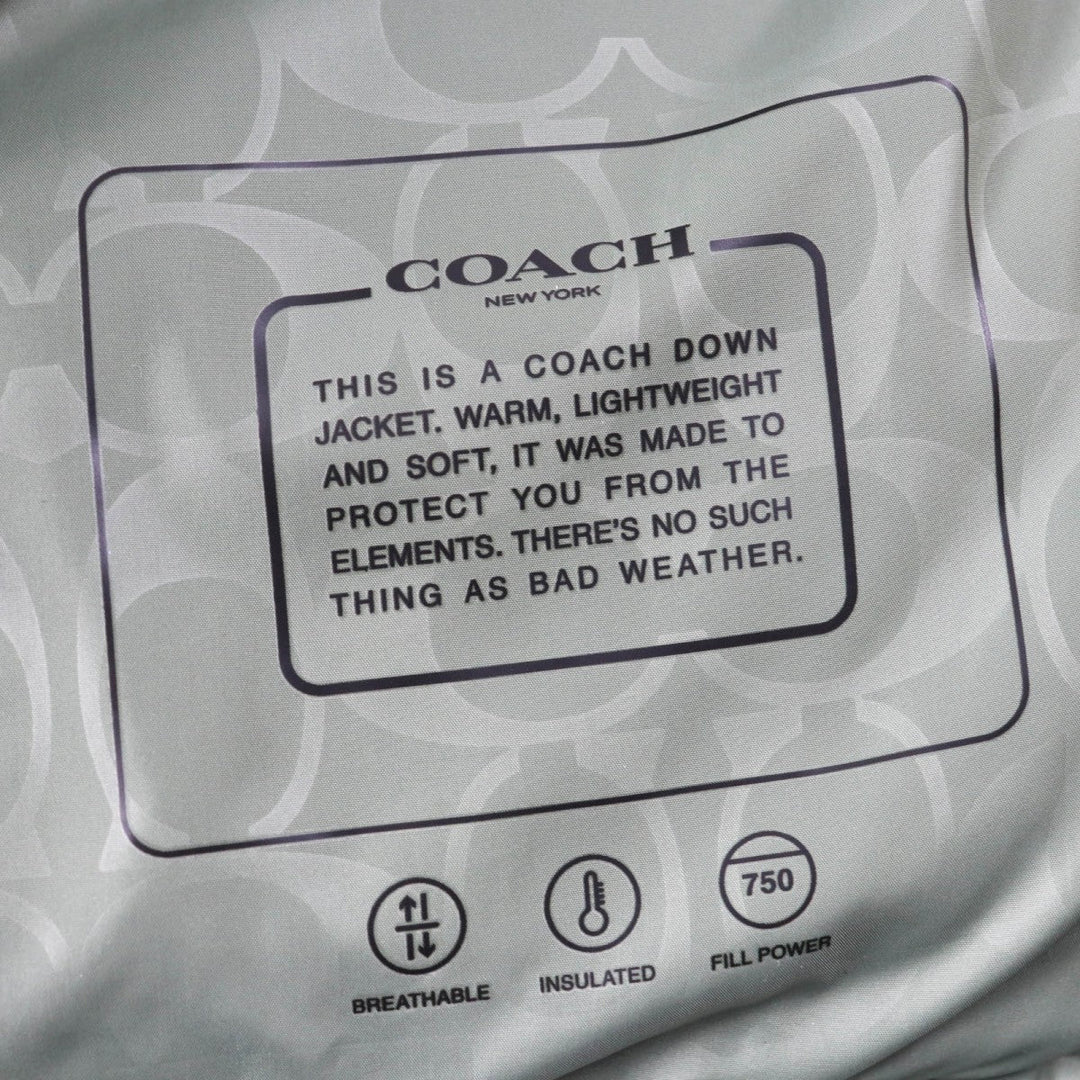 COACH
NEW YORK
THIS IS A COACH DOWN
JACKET. WARM, LIGHTWEIGHT
AND SOFT, IT WAS MADE TO
PROTECT YOU FROM THE
ELEMENTS. THERE'S NO SUCH
THING AS BAD WEATHER.
750
BREATHABLE INSULATED FILL POWER